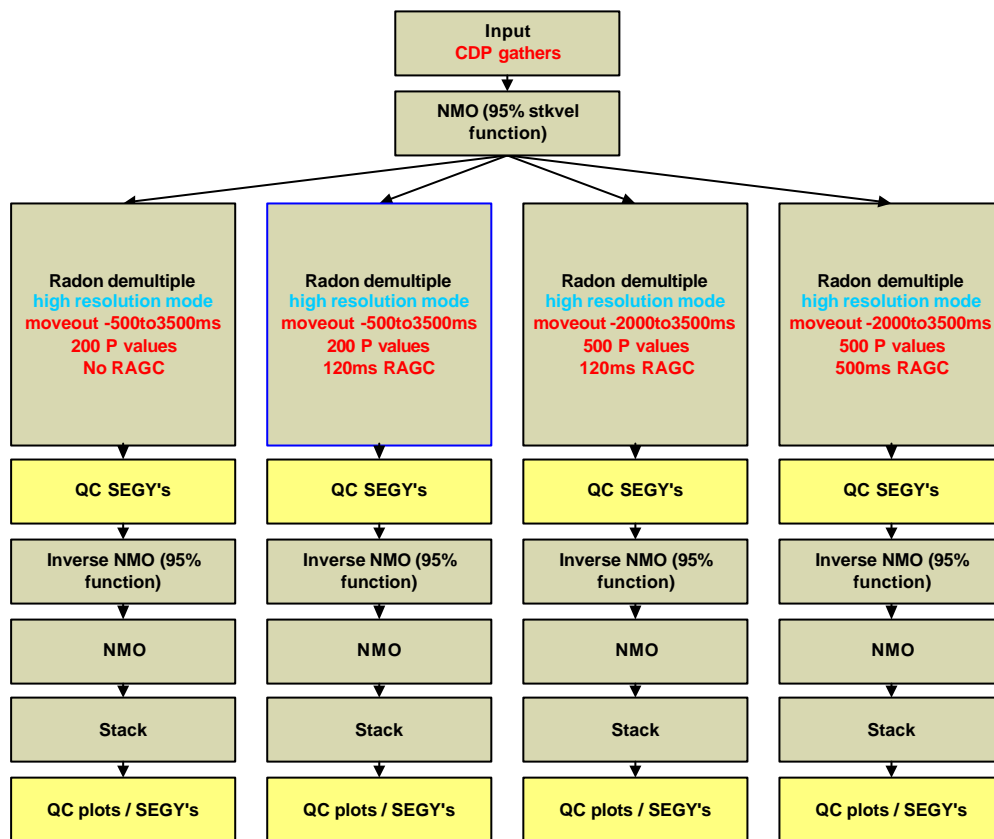 Input
CDP gathers
NMO (95% stkvel
function)
Radon demultiple
high resolution mode
moveout -500to3500ms
200 P values
No RAGC
Radon demultiple
high resolution mode
moveout -500to3500ms
200 P values
120ms RAGC
Radon demultiple
high resolution mode
moveout -2000to3500ms
500 P values
120ms RAGC
Radon demultiple
high resolution mode
moveout -2000to3500ms
500 P values
500ms RAGC
QC SEGY's
QC SEGY's
QC SEGY's
QC SEGY's
Inverse NMO (95%
function)
Inverse NMO (95%
function)
Inverse NMO (95%
function)
Inverse NMO (95%
function)
NMO
NMO
NMO
NMO
Stack
Stack
Stack
Stack
QC plots / SEGY's
QC plots / SEGY's
QC plots / SEGY's
QC plots / SEGY's